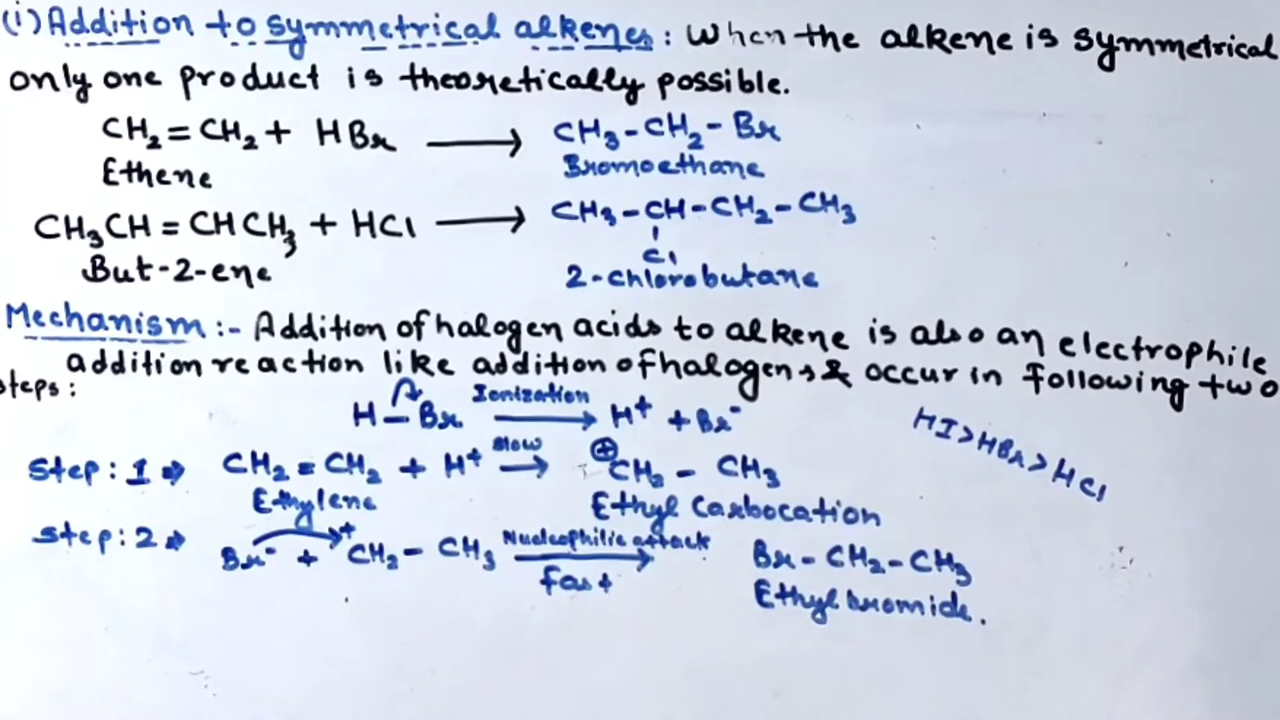 (i) Addition to symmetrical alkenes: When the alkene is symmetrical
only one product is theoretically possible.
CH₂=CH₂ + HBr ⟶ CH₃-CH₂-Br
Ethene Bromoethane
CH₃CH=CHCH₃ + HCl ⟶ CH₃-CH-CH₂-CH₃
Cl
But-2-ene 2-chlorobutane
Mechanism :- Addition of halogen acids to alkene is also an electrophile
addition reaction like addition of halogens & occur in following two
steps:
H-Br Ionization ⟶ H⁺ + Br⁻
HI>HBr>HCl
Step: 1 ⇒ CH₂=CH₂ + H⁺ slow ⟶ ⊕CH₂ - CH₃
Ethylene Ethyl Carbocation
Step: 2 ⇒ Br⁻ + ⁺CH₂-CH₃ Nucleophilic attack ⟶ Br-CH₂-CH₃
fast Ethyl bromide.